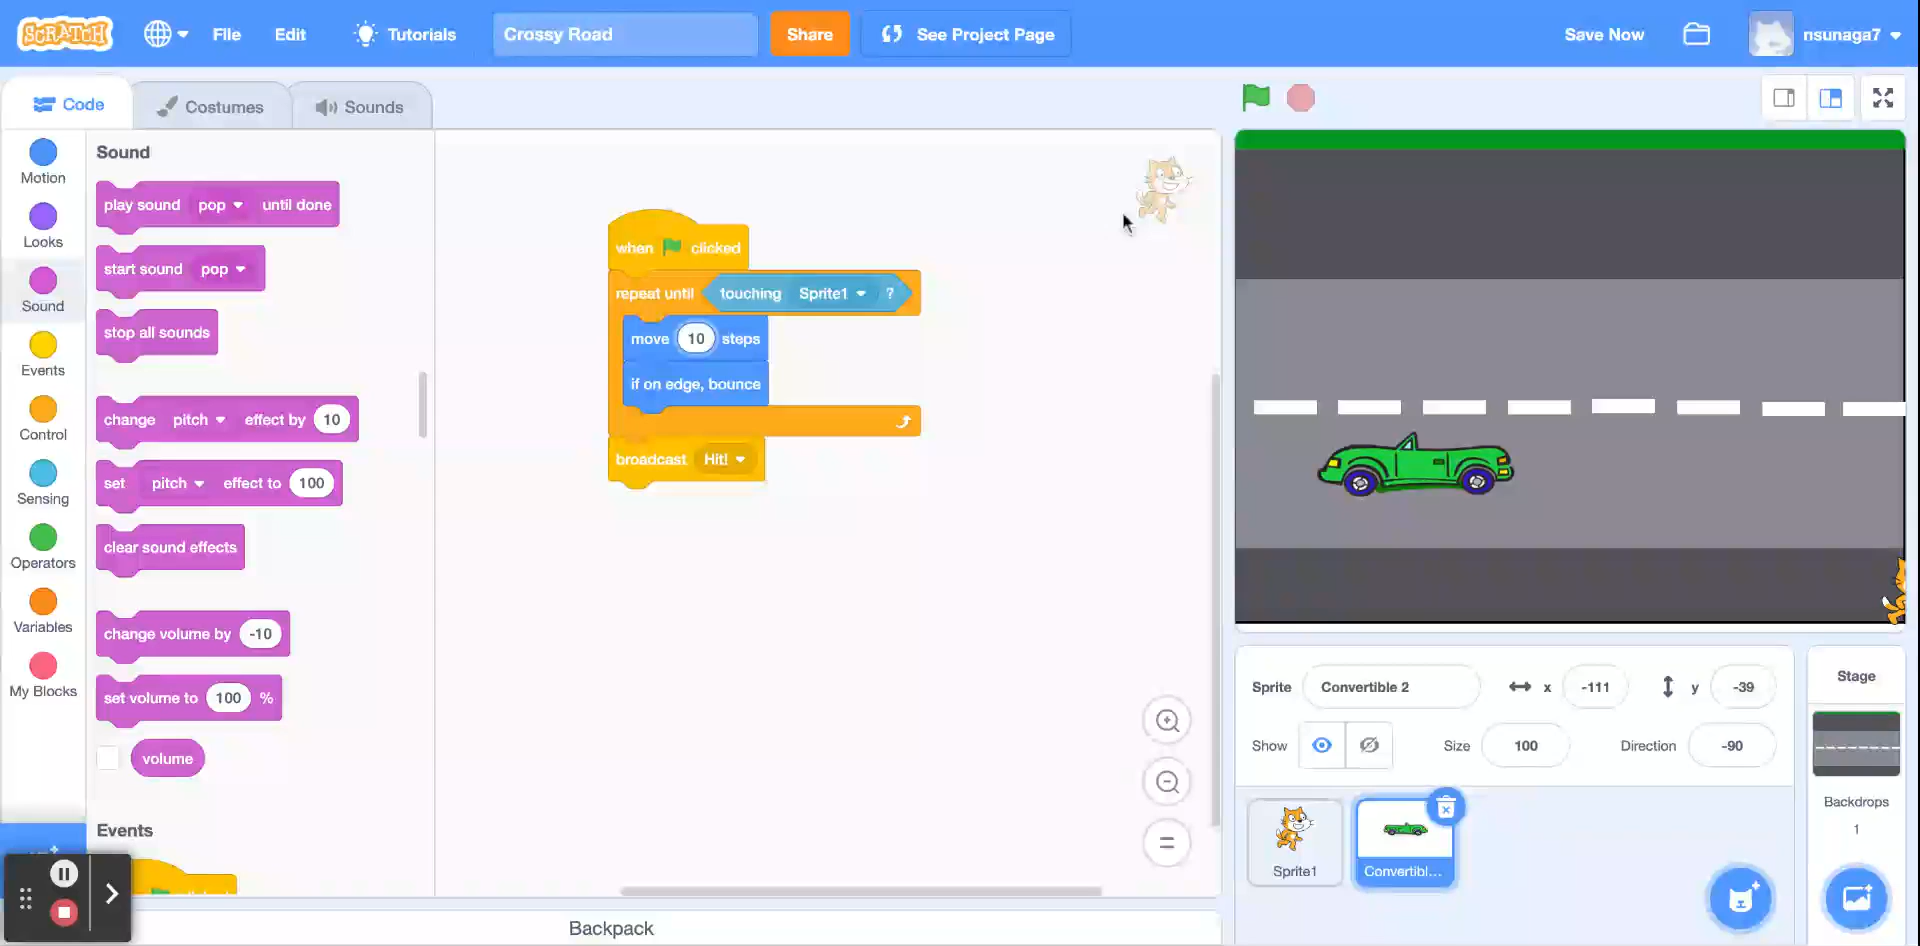 SCRATCH File Edit Tutorials Crossy Road Share See Project Page Save Now nsunaga7
Code Costumes Sounds
Motion
Looks
Sound
Events
Control
Sensing
Operators
Variables
My Blocks
Sound
play sound pop until done
start sound pop
stop all sounds
change pitch effect by 10
set pitch effect to 100
clear sound effects
change volume by -10
set volume to 100 %
volume
Events
when clicked
repeat until touching Sprite1 ?
move 10 steps
if on edge, bounce
broadcast Hit!
Backpack
Sprite Convertible 2 x -111 y -39
Show Size 100 Direction -90
Sprite1
Convertibl...
Stage
Backdrops
1